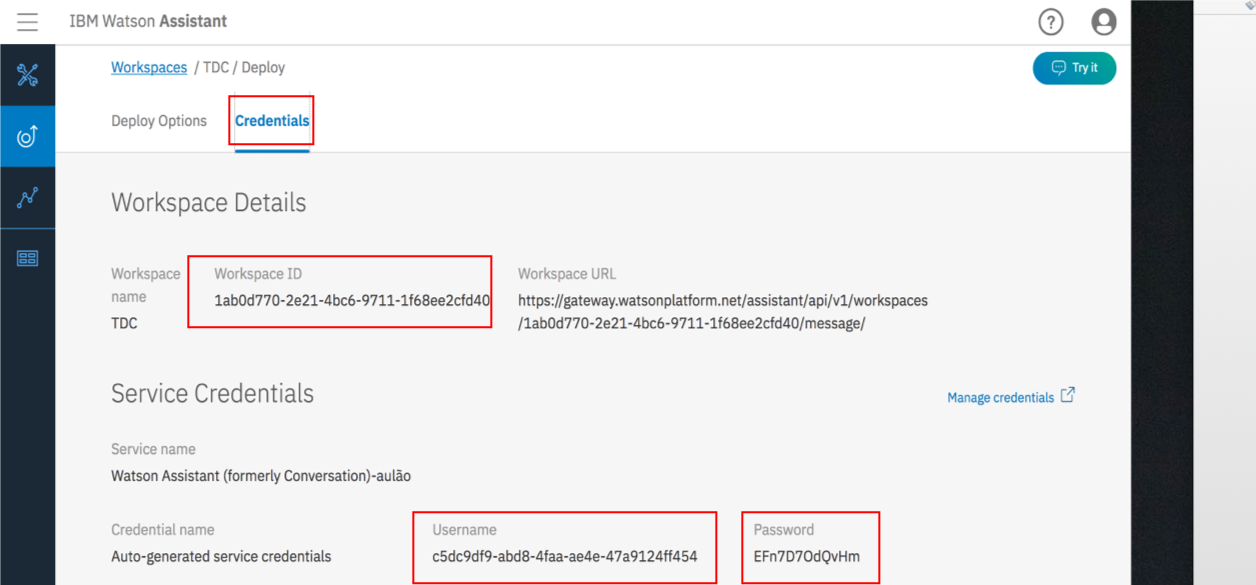 IBM Watson Assistant
?
Workspaces / TDC / Deploy
Try it
Deploy Options
Credentials
Workspace Details
Workspace name
TDC
Workspace ID
1ab0d770-2e21-4bc6-9711-1f68ee2cfd40
Workspace URL
https://gateway.watsonplatform.net/assistant/api/v1/workspaces
/1ab0d770-2e21-4bc6-9711-1f68ee2cfd40/message/
Service Credentials
Manage credentials
Service name
Watson Assistant (formerly Conversation)-aulão
Credential name
Auto-generated service credentials
Username
c5dc9df9-abd8-4faa-ae4e-47a9124ff454
Password
EFn7D7OdQvHm